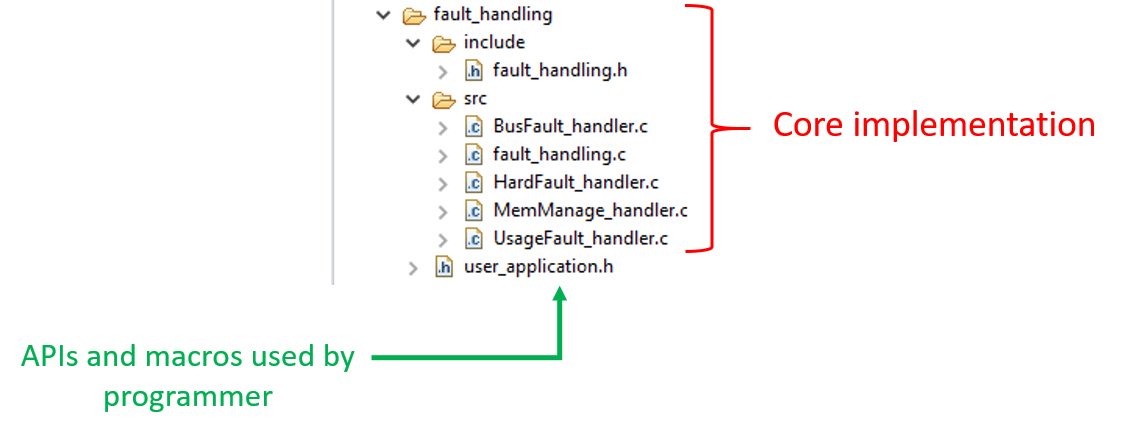 fault_handling
include
.h fault_handling.h
src
.c BusFault_handler.c
.c fault_handling.c
.c HardFault_handler.c
.c MemManage_handler.c
.c UsageFault_handler.c
.h user_application.h
Core implementation
APIs and macros used by
programmer